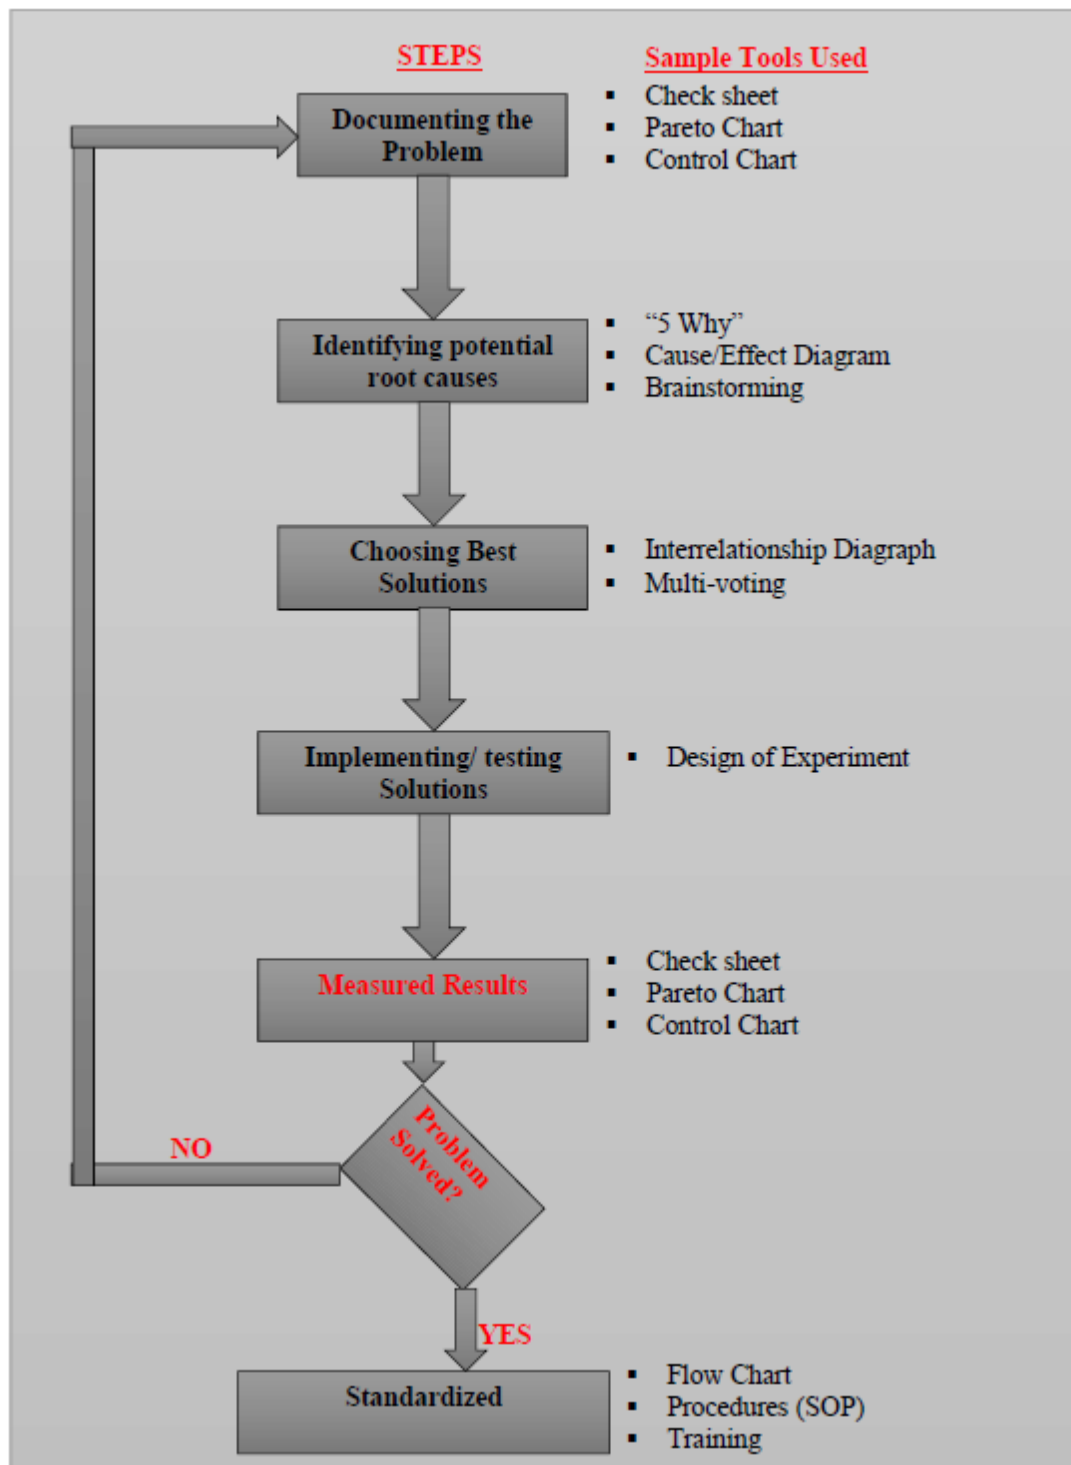 STEPS
Sample Tools Used
Documenting the
Problem
▪ Check sheet
▪ Pareto Chart
▪ Control Chart
Identifying potential
root causes
▪ “5 Why”
▪ Cause/Effect Diagram
▪ Brainstorming
Choosing Best
Solutions
▪ Interrelationship Diagraph
▪ Multi-voting
Implementing/ testing
Solutions
▪ Design of Experiment
Measured Results
▪ Check sheet
▪ Pareto Chart
▪ Control Chart
Problem
Solved?
NO
YES
Standardized
▪ Flow Chart
▪ Procedures (SOP)
▪ Training